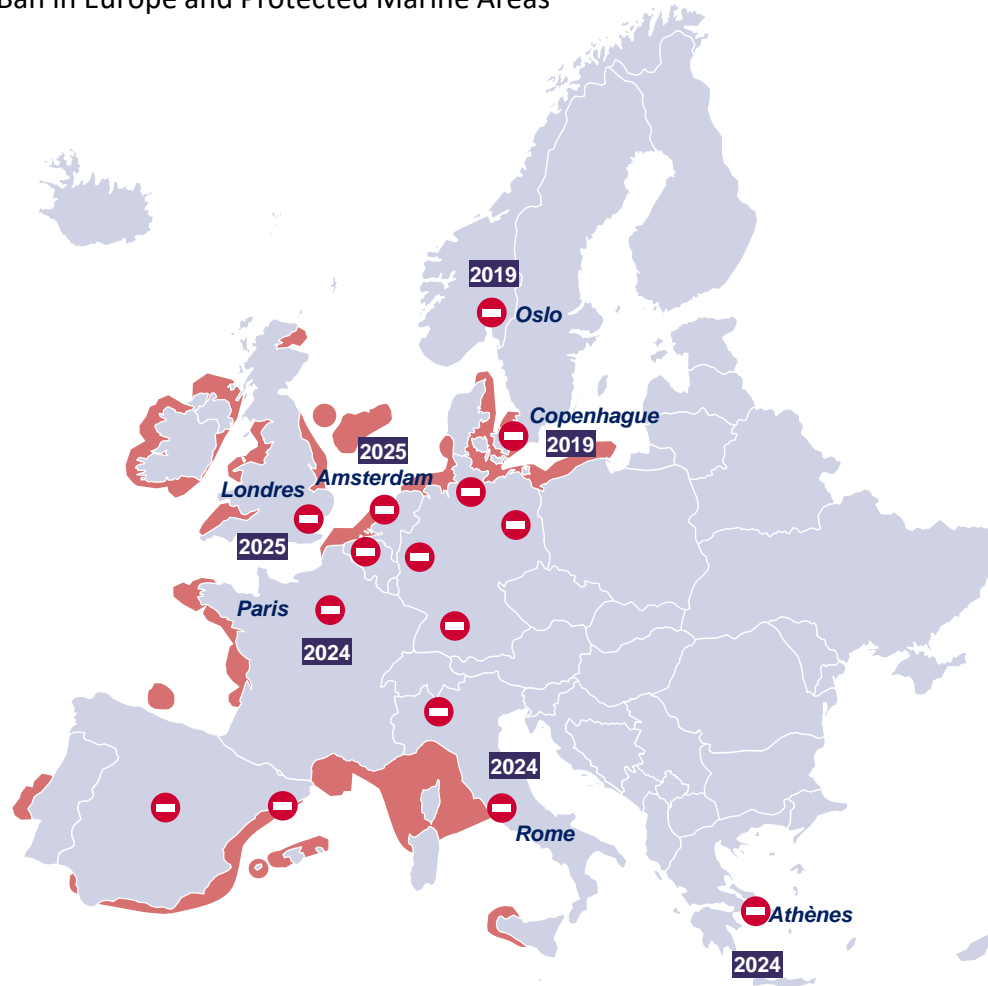 Ban in Europe and Protected Marine Areas
2019
Oslo
Copenhague
2019
2025
Amsterdam
Londres
2025
Paris
2024
2024
Rome
Athènes
2024